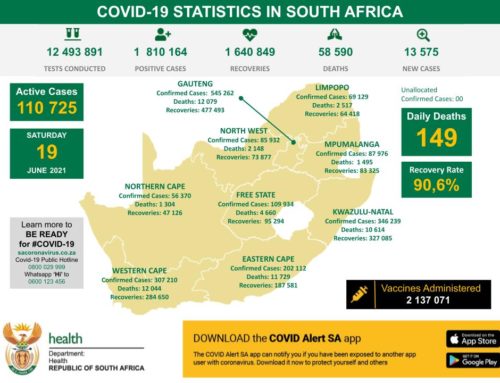 COVID-19 STATISTICS IN SOUTH AFRICA
12 493 891
TESTS CONDUCTED
1 810 164
POSITIVE CASES
1 640 849
RECOVERIES
58 590
DEATHS
13 575
NEW CASES
Active Cases
110 725
SATURDAY
19
JUNE 2021
GAUTENG
Confirmed Cases: 545 262
Deaths: 12 079
Recoveries: 477 493
LIMPOPO
Confirmed Cases: 69 129
Deaths: 2 517
Recoveries: 64 418
Unallocated
Confirmed Cases: 00
Daily Deaths
149
Recovery Rate
90,6%
NORTH WEST
Confirmed Cases: 85 932
Deaths: 2 148
Recoveries: 73 877
MPUMALANGA
Confirmed Cases: 87 976
Deaths: 1 495
Recoveries: 83 325
NORTHERN CAPE
Confirmed Cases: 56 370
Deaths: 1 304
Recoveries: 47 126
FREE STATE
Confirmed Cases: 109 934
Deaths: 4 660
Recoveries: 95 294
KWAZULU-NATAL
Confirmed Cases: 346 239
Deaths: 10 614
Recoveries: 327 085
Learn more to
BE READY
for #COVID-19
sacoronavirus.co.za
Covid-19 Public Hotline
0800 029 999
Whatsapp 'Hi' to
0600 123 456
WESTERN CAPE
Confirmed Cases: 307 210
Deaths: 12 044
Recoveries: 284 650
EASTERN CAPE
Confirmed Cases: 202 112
Deaths: 11 729
Recoveries: 187 581
Vaccines Administered
2 137 071
health
Department:
Health
REPUBLIC OF SOUTH AFRICA
DOWNLOAD the COVID Alert SA app
The COVID Alert SA app can notify you if you have been exposed to another app
user with coronavirus. Download it now to protect yourself and others
Download on the
App Store
GET IT ON
Google Play